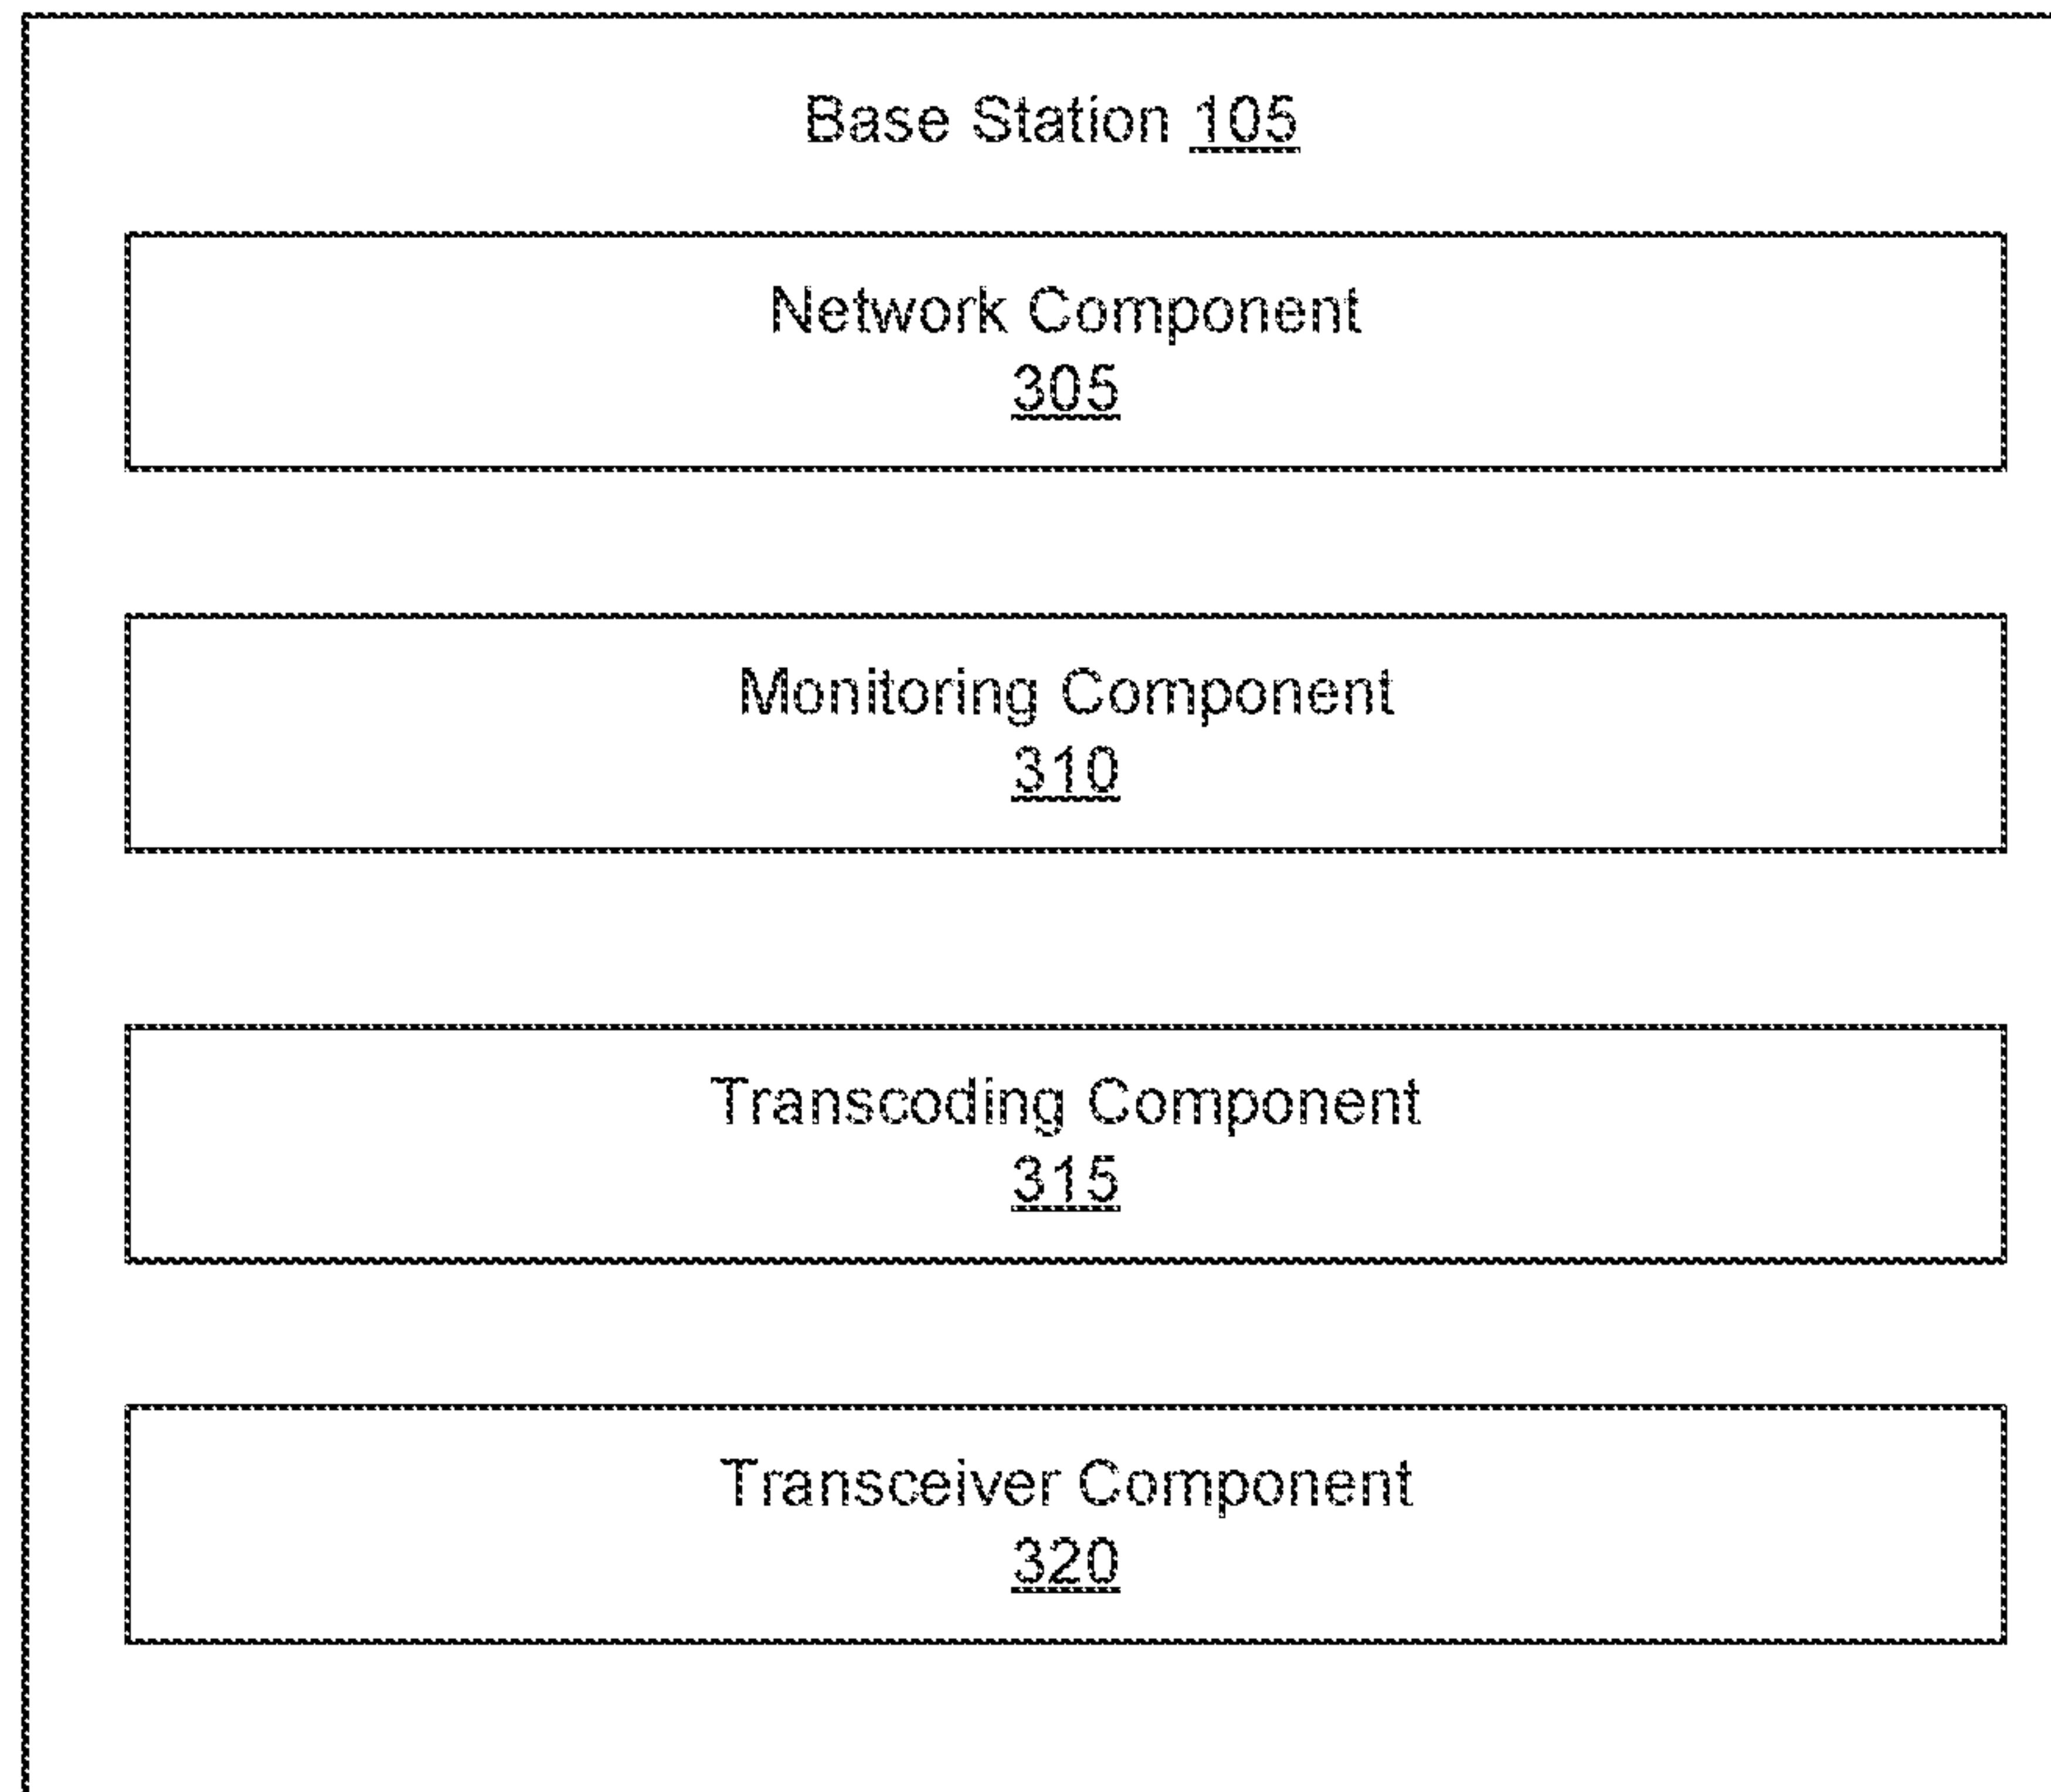 Base Station 105
Network Component
305
Monitoring Component
310
Transcoding Component
315
Transceiver Component
320